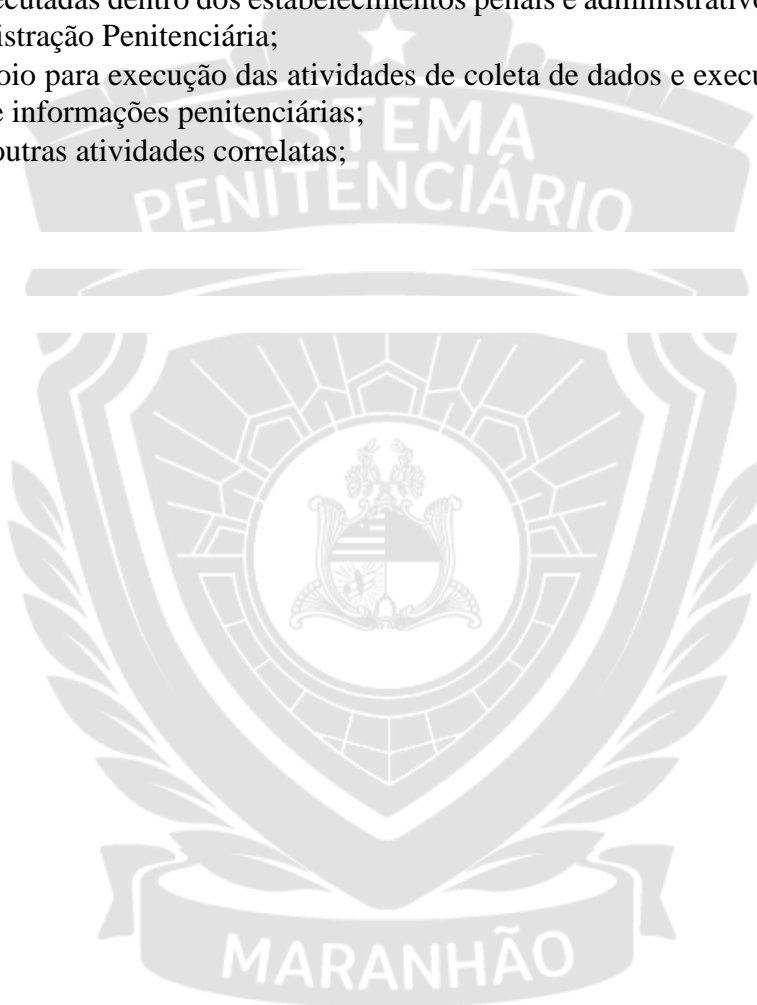 ecutadas dentro dos estabelecimentos penais e administrativo
istração Penitenciária;
oio para execução das atividades de coleta de dados e execu
e informações penitenciárias;
outras atividades correlatas;
SISTEMA
PENITENCIÁRIO
MARANHÃO